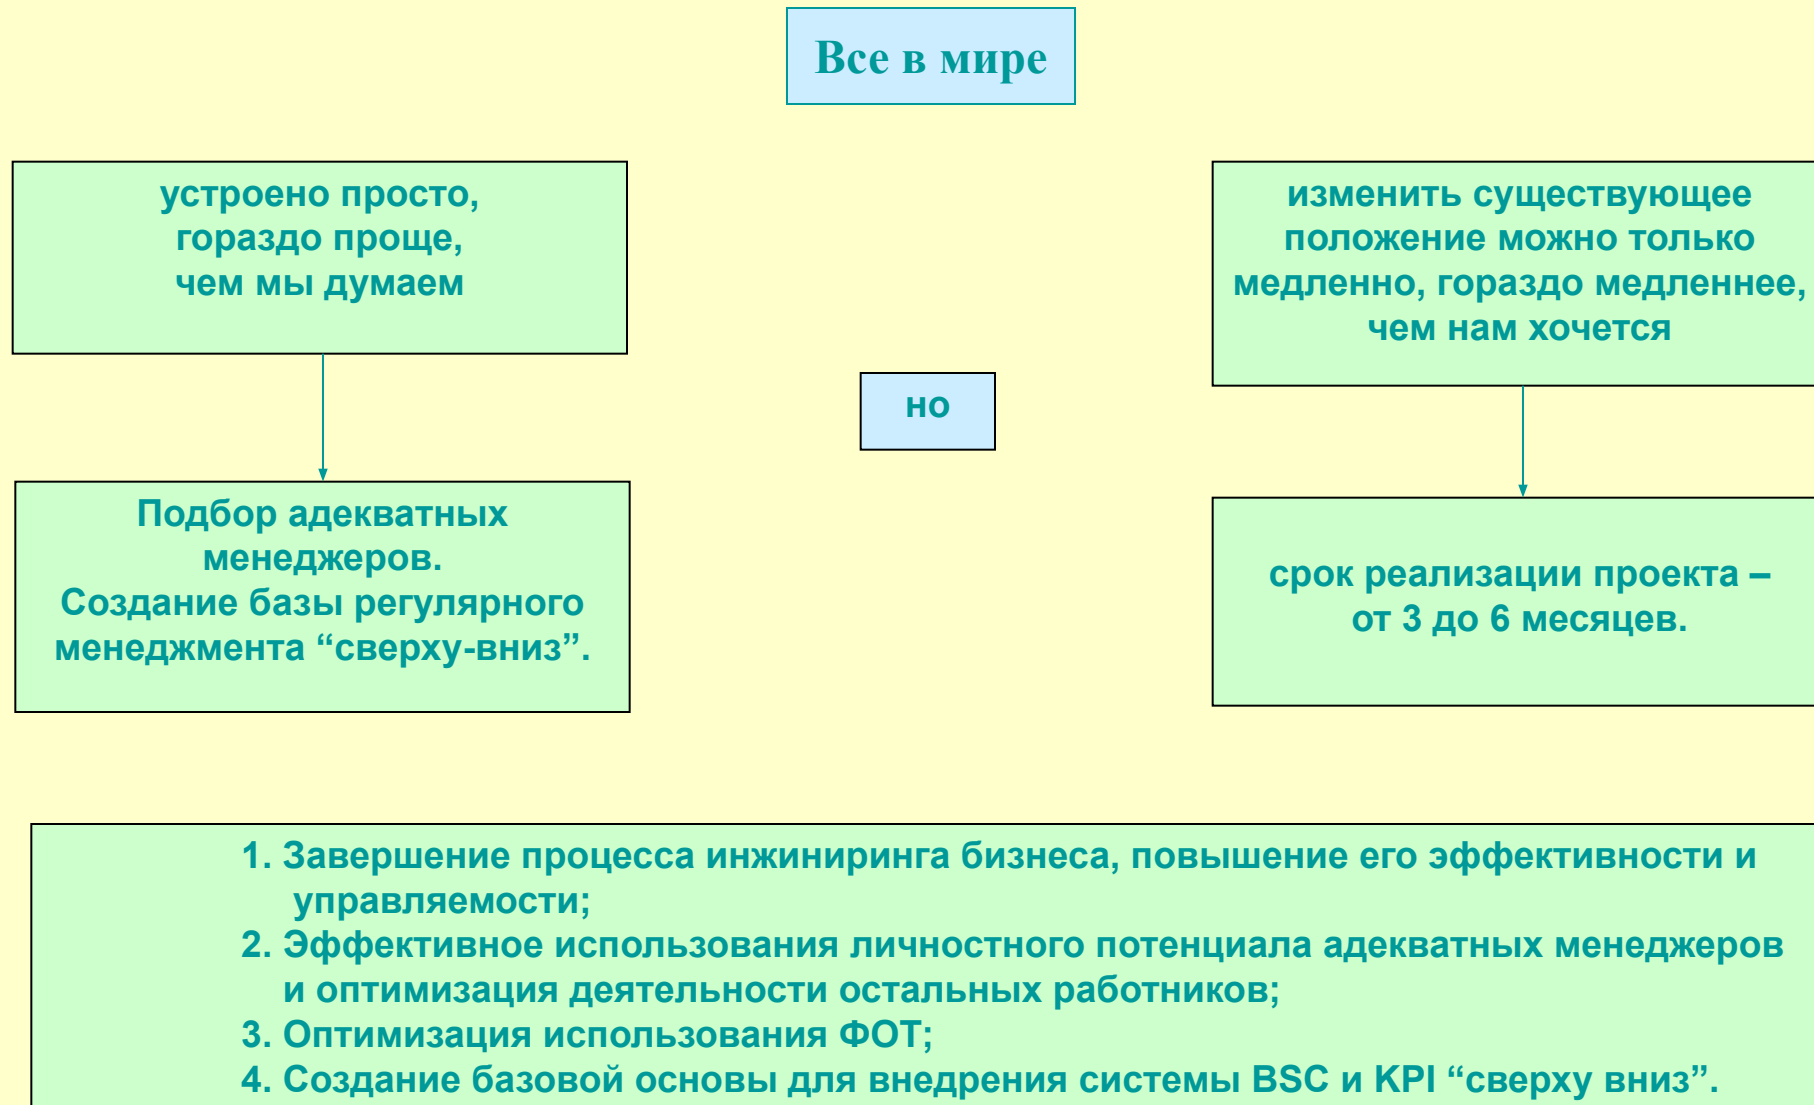 Все в мире
устроено просто,
гораздо проще,
чем мы думаем
изменить существующее
положение можно только
медленно, гораздо медленнее,
чем нам хочется
но
Подбор адекватных
менеджеров.
Создание базы регулярного
менеджмента “сверху-вниз”.
срок реализации проекта –
от 3 до 6 месяцев.
1. Завершение процесса инжиниринга бизнеса, повышение его эффективности и
управляемости;
2. Эффективное использования личностного потенциала адекватных менеджеров
и оптимизация деятельности остальных работников;
3. Оптимизация использования ФОТ;
4. Создание базовой основы для внедрения системы BSC и KPI “сверху вниз”.